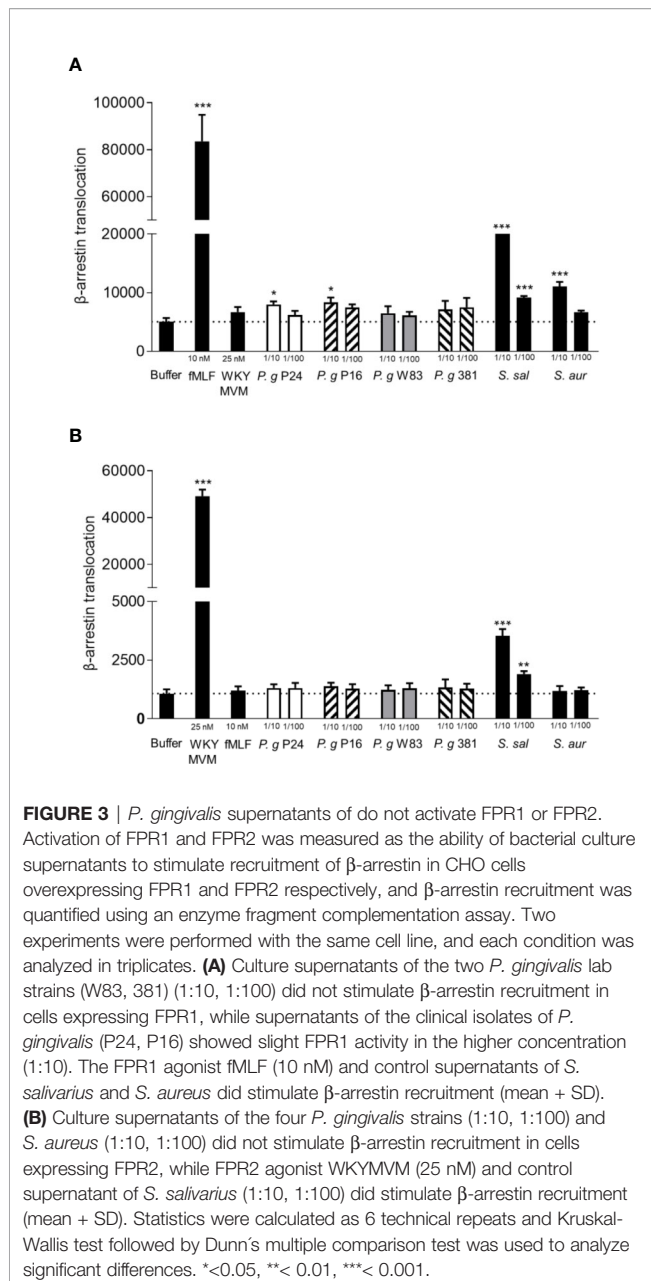 A
β-arrestin translocation
100000
80000
60000
40000
20000
10000
0
***
*
*
***
***
***
10 nM 25 nM 1/10 1/100 1/10 1/100 1/10 1/100 1/10 1/100 1/10 1/100 1/10 1/100
Buffer fMLF WKY P. g P24 P. g P16 P. g W83 P. g 381 S. sal S. aur
MVM
B
β-arrestin translocation
60000
40000
20000
5000
2500
0
***
***
**
25 nM 10 nM 1/10 1/100 1/10 1/100 1/10 1/100 1/10 1/100 1/10 1/100 1/10 1/100
Buffer WKY fMLF P. g P24 P. g P16 P. g W83 P. g 381 S. sal S. aur
MVM
FIGURE 3 | P. gingivalis supernatants of do not activate FPR1 or FPR2.
Activation of FPR1 and FPR2 was measured as the ability of bacterial culture
supernatants to stimulate recruitment of β-arrestin in CHO cells
overexpressing FPR1 and FPR2 respectively, and β-arrestin recruitment was
quantified using an enzyme fragment complementation assay. Two
experiments were performed with the same cell line, and each condition was
analyzed in triplicates. (A) Culture supernatants of the two P. gingivalis lab
strains (W83, 381) (1:10, 1:100) did not stimulate β-arrestin recruitment in
cells expressing FPR1, while supernatants of the clinical isolates of P.
gingivalis (P24, P16) showed slight FPR1 activity in the higher concentration
(1:10). The FPR1 agonist fMLF (10 nM) and control supernatants of S.
salivarius and S. aureus did stimulate β-arrestin recruitment (mean + SD).
(B) Culture supernatants of the four P. gingivalis strains (1:10, 1:100) and
S. aureus (1:10, 1:100) did not stimulate β-arrestin recruitment in cells
expressing FPR2, while FPR2 agonist WKYMVM (25 nM) and control
supernatant of S. salivarius (1:10, 1:100) did stimulate β-arrestin recruitment
(mean + SD). Statistics were calculated as 6 technical repeats and Kruskal-
Wallis test followed by Dunn´s multiple comparison test was used to analyze
significant differences. *<0.05, **< 0.01, ***< 0.001.